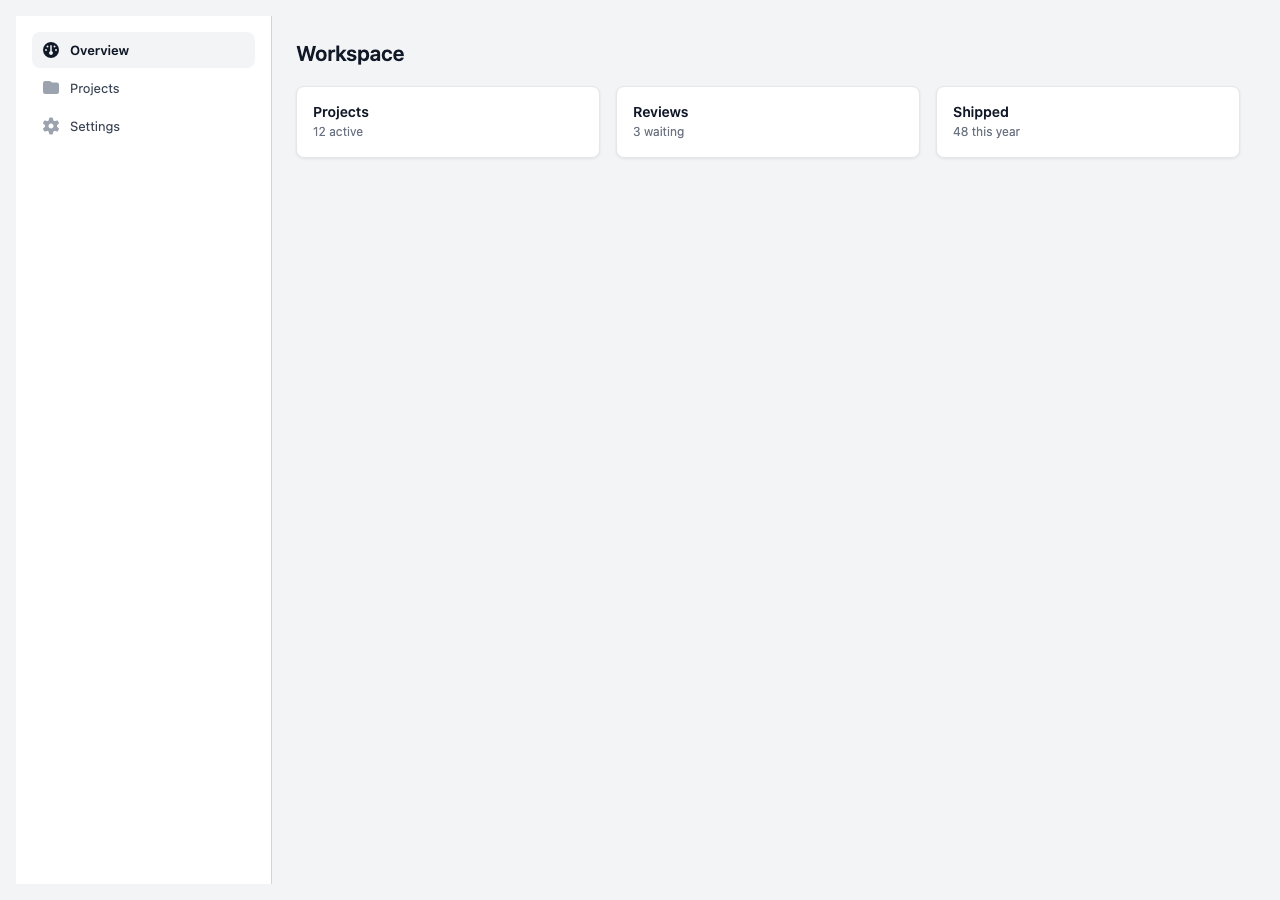 Overview
Projects
Settings
Workspace
Projects
12 active
Reviews
3 waiting
Shipped
48 this year